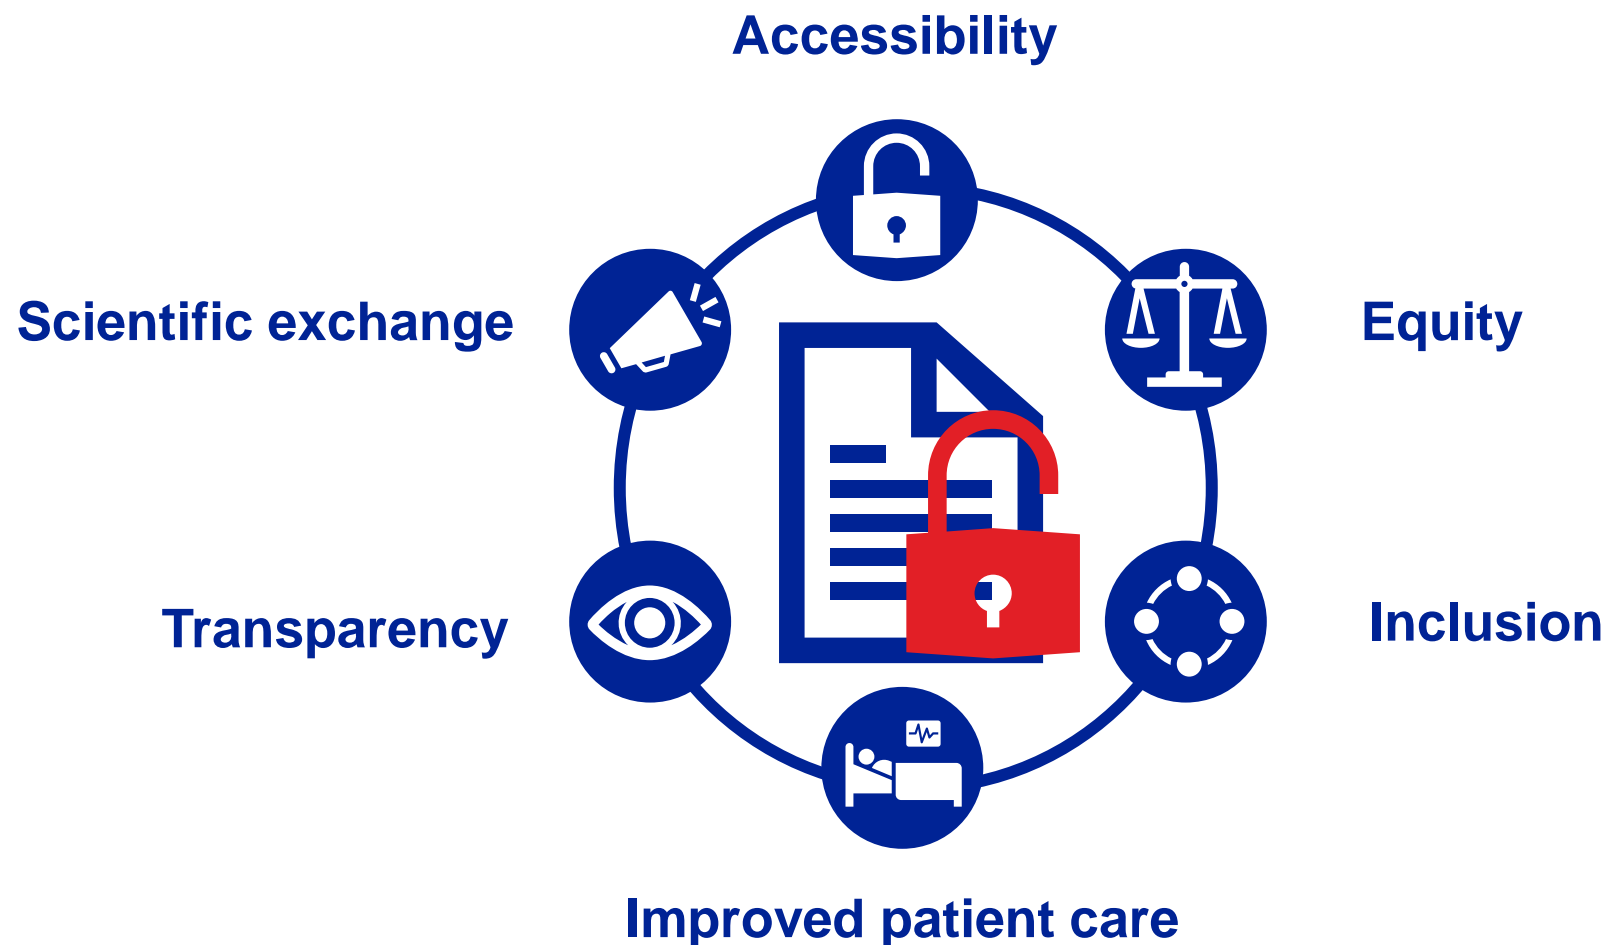 Accessibility
Scientific exchange
Equity
Transparency
Inclusion
Improved patient care